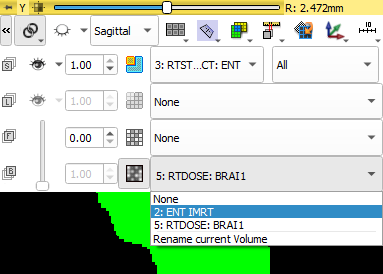 Y R: 2.472mm
Sagittal 10
S 1.00 3: RTST...CT: ENT All
L 1.00 None
F 0.00 None
B 1.00 5: RTDOSE: BRAI1
None
2: ENT IMRT
5: RTDOSE: BRAI1
Rename current Volume